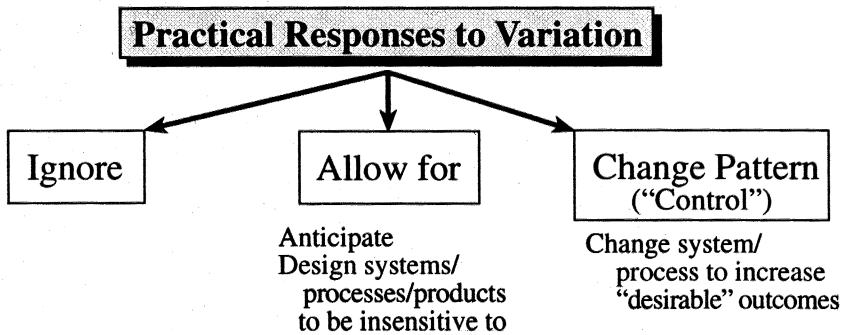 Practical Responses to Variation
Ignore
Allow for
Change Pattern
(“Control”)
Anticipate
Design systems/
processes/products
to be insensitive to
Change system/
process to increase
“desirable” outcomes